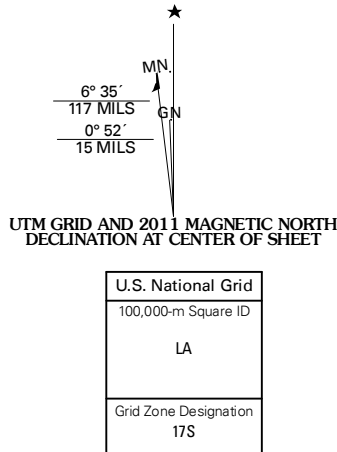 ★
MN
6° 35´
117 MILS
GN
0° 52´
15 MILS
UTM GRID AND 2011 MAGNETIC NORTH
DECLINATION AT CENTER OF SHEET
U.S. National Grid
100,000-m Square ID
LA
Grid Zone Designation
17S